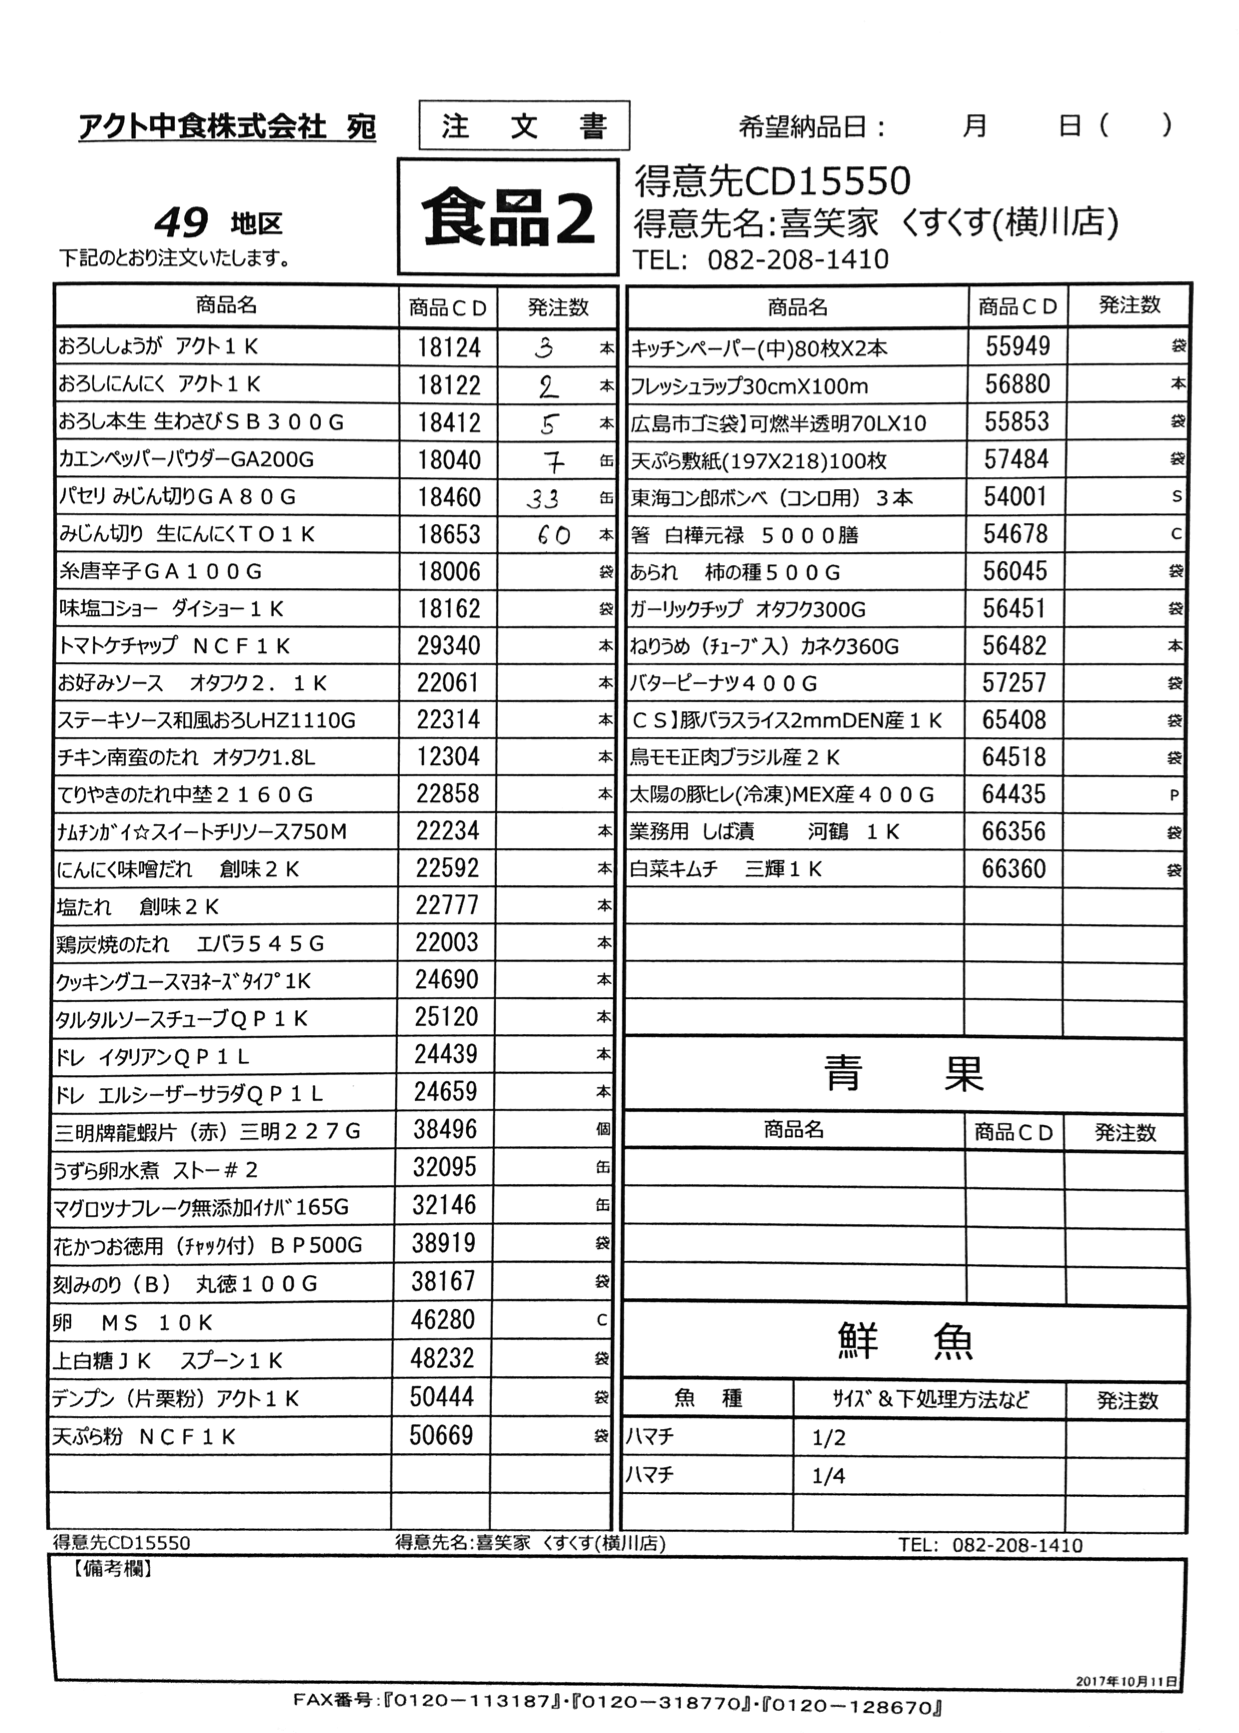 アクト中食株式会社 宛
注 文 書
希望納品日： 月 日（ ）
49 地区
食品2
得意先CD15550
得意先名:喜笑家 くすくす(横川店)
TEL: 082-208-1410
下記のとおり注文いたします。
商品名 商品ＣＤ 発注数
おろししょうが アクト１Ｋ 18124 3 本
おろしにんにく アクト１Ｋ 18122 2 本
おろし本生 生わさびＳＢ３００Ｇ 18412 5 本
カエンペッパーパウダーGA200G 18040 7 缶
パセリ みじん切りＧＡ８０Ｇ 18460 33 缶
みじん切り 生にんにくＴＯ１Ｋ 18653 60 本
糸唐辛子ＧＡ１００Ｇ 18006 袋
味塩コショー ダイショー１Ｋ 18162 袋
トマトケチャップ ＮＣＦ１Ｋ 29340 本
お好みソース オタフク２．１Ｋ 22061 本
ステーキソース和風おろしHZ1110G 22314 本
チキン南蛮のたれ オタフク1.8L 12304 本
てりやきのたれ中埜２１６０Ｇ 22858 本
ﾅﾑﾁﾝｶﾞｲ☆スイートチリソース750M 22234 本
にんにく味噌だれ 創味２Ｋ 22592 本
塩たれ 創味２Ｋ 22777 本
鶏炭焼のたれ エバラ５４５Ｇ 22003 本
クッキングユースﾏﾖﾈｰｽﾞﾀｲﾌﾟ1K 24690 本
タルタルソースチューブＱＰ１Ｋ 25120 本
ドレ イタリアンＱＰ１Ｌ 24439 本
ドレ エルシーザーサラダＱＰ１Ｌ 24659 本
三明牌龍蝦片（赤）三明２２７Ｇ 38496 個
うずら卵水煮 ストー＃２ 32095 缶
マグロツナフレーク無添加ｲﾅﾊﾞ165G 32146 缶
花かつお徳用（ﾁｬｯｸ付）ＢＰ500G 38919 袋
刻みのり（Ｂ） 丸徳１００Ｇ 38167 袋
卵 ＭＳ １０Ｋ 46280 C
上白糖ＪＫ スプーン１Ｋ 48232 袋
デンプン（片栗粉）アクト１Ｋ 50444 袋
天ぷら粉 ＮＣＦ１Ｋ 50669 袋
商品名 商品ＣＤ 発注数
キッチンペーパー(中)80枚X2本 55949 袋
フレッシュラップ30cmX100m 56880 本
広島市ゴミ袋】可燃半透明70LX10 55853 袋
天ぷら敷紙(197X218)100枚 57484 袋
東海コン郎ボンベ（コンロ用）３本 54001 S
箸 白樺元禄 ５０００膳 54678 C
あられ 柿の種５００Ｇ 56045 袋
ガーリックチップ オタフク300G 56451 袋
ねりうめ（ﾁｭｰﾌﾞ入）カネク360G 56482 本
バターピーナツ４００Ｇ 57257 袋
ＣＳ】豚バラスライス2mmDEN産１Ｋ 65408 袋
鳥モモ正肉ブラジル産２Ｋ 64518 袋
太陽の豚ヒレ(冷凍)MEX産４００Ｇ 64435 P
業務用 しば漬 河鶴 １Ｋ 66356 袋
白菜キムチ 三輝１Ｋ 66360 袋
青 果
商品名 商品ＣＤ 発注数
鮮 魚
魚 種 ｻｲｽﾞ＆下処理方法など 発注数
ハマチ 1/2
ハマチ 1/4
得意先CD15550 得意先名:喜笑家 くすくす(横川店) TEL: 082-208-1410
【備考欄】
2017年10月11日
FAX番号：『０１２０－１１３１８７』・『０１２０－３１８７７０』・『０１２０－１２８６７０』